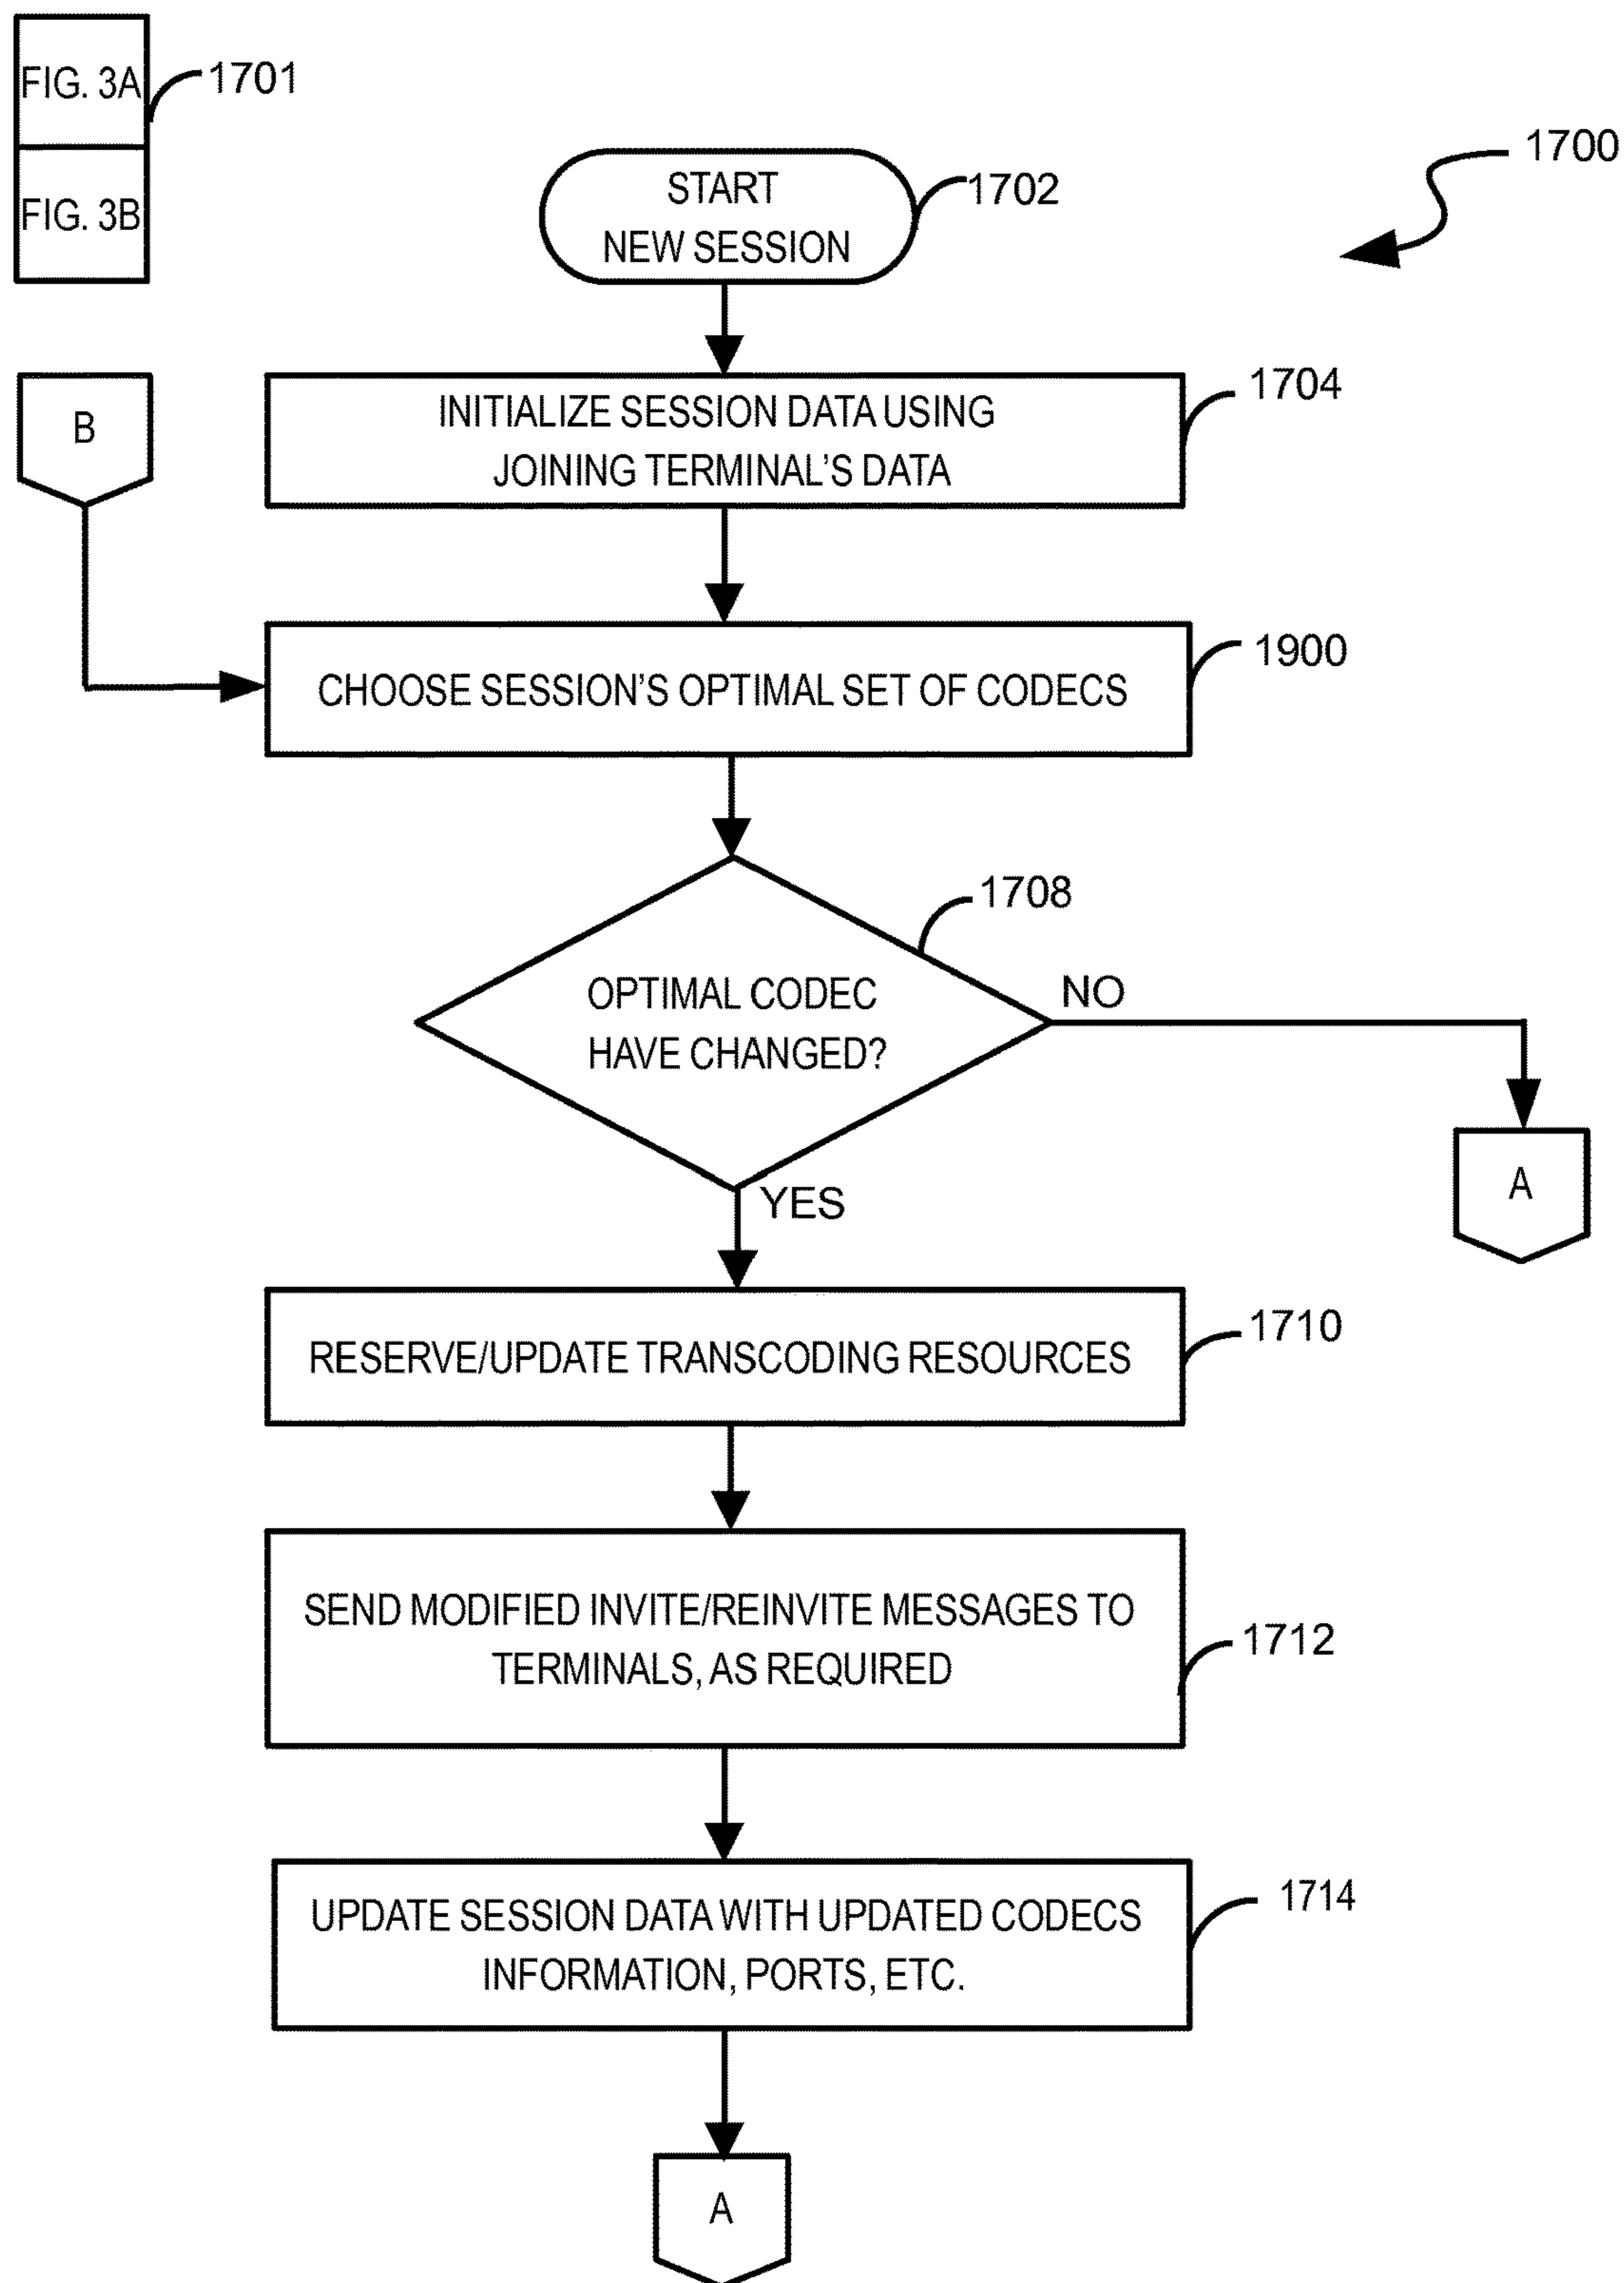 FIG. 3A
1701
FIG. 3B
1700
START
NEW SESSION
1702
B
INITIALIZE SESSION DATA USING
JOINING TERMINAL'S DATA
1704
CHOOSE SESSION'S OPTIMAL SET OF CODECS
1900
1708
OPTIMAL CODEC
HAVE CHANGED?
NO
A
YES
RESERVE/UPDATE TRANSCODING RESOURCES
1710
SEND MODIFIED INVITE/REINVITE MESSAGES TO
TERMINALS, AS REQUIRED
1712
UPDATE SESSION DATA WITH UPDATED CODECS
INFORMATION, PORTS, ETC.
1714
A